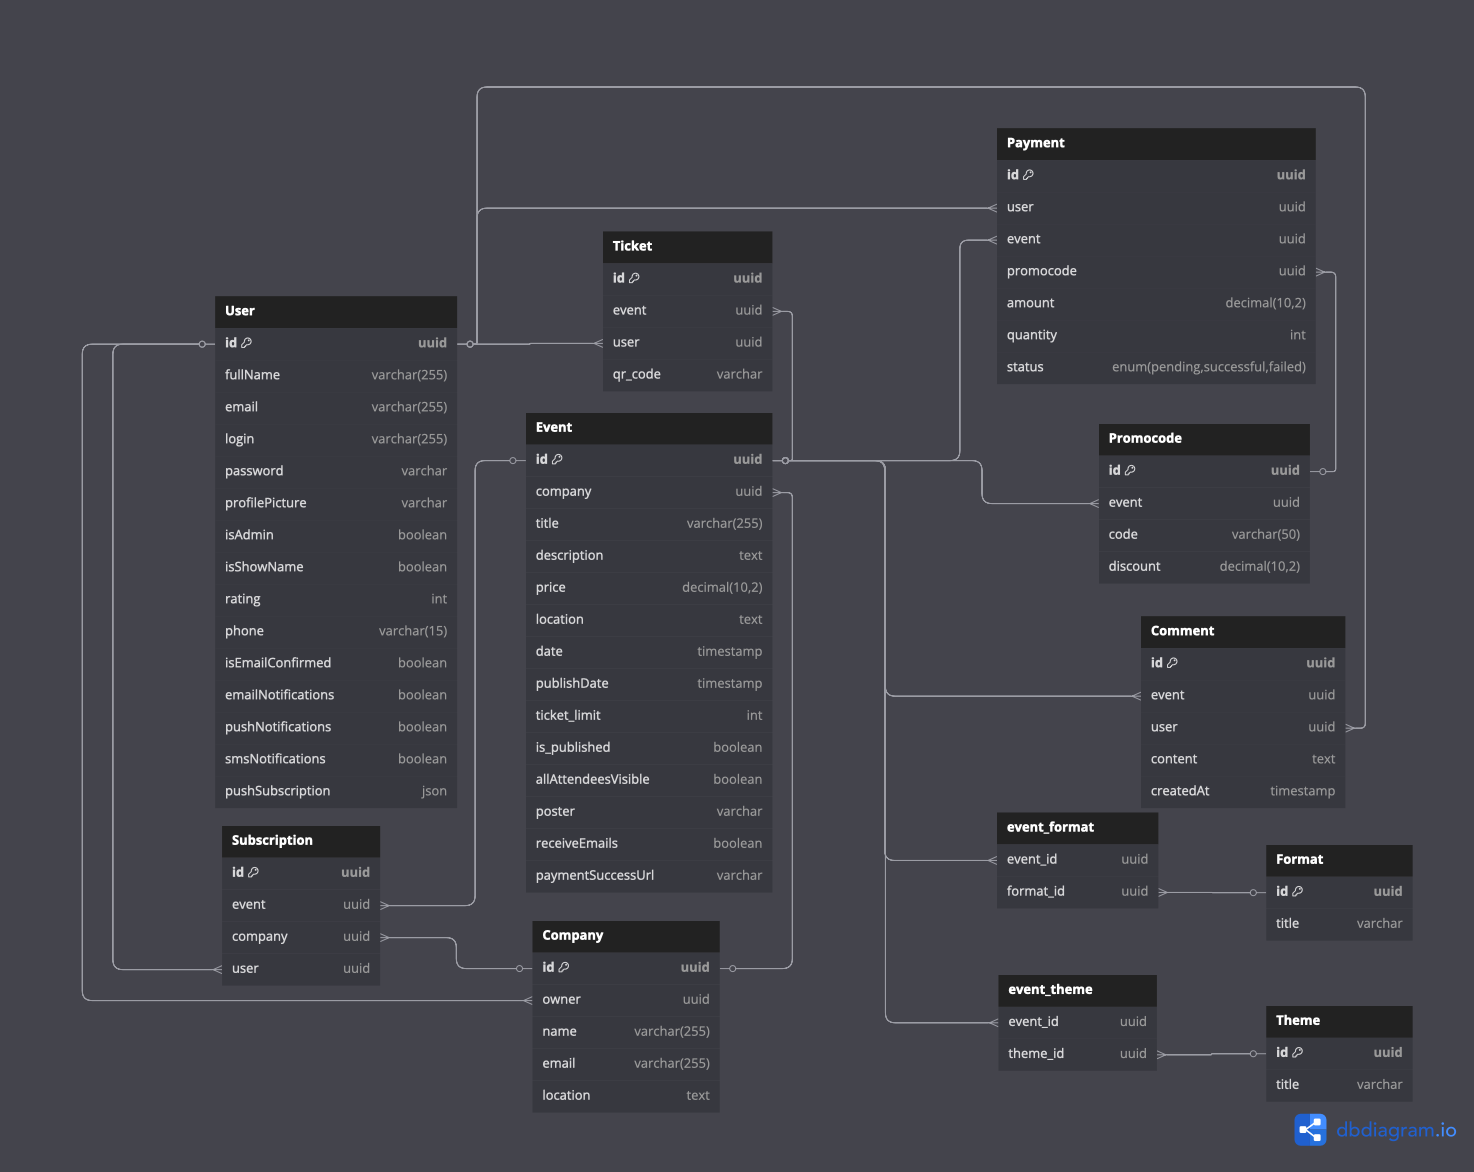 Payment
id uuid
user uuid
event uuid
promocode uuid
amount decimal(10,2)
quantity int
status enum(pending,successful,failed)
Ticket
id uuid
event uuid
user uuid
qr_code varchar
User
id uuid
fullName varchar(255)
email varchar(255)
login varchar(255)
password varchar
profilePicture varchar
isAdmin boolean
isShowName boolean
rating int
phone varchar(15)
isEmailConfirmed boolean
emailNotifications boolean
pushNotifications boolean
smsNotifications boolean
pushSubscription json
Event
id uuid
company uuid
title varchar(255)
description text
price decimal(10,2)
location text
date timestamp
publishDate timestamp
ticket_limit int
is_published boolean
allAttendeesVisible boolean
poster varchar
receiveEmails boolean
paymentSuccessUrl varchar
Promocode
id uuid
event uuid
code varchar(50)
discount decimal(10,2)
Comment
id uuid
event uuid
user uuid
content text
createdAt timestamp
Subscription
id uuid
event uuid
company uuid
user uuid
Company
id uuid
owner uuid
name varchar(255)
email varchar(255)
location text
event_format
event_id uuid
format_id uuid
Format
id uuid
title varchar
event_theme
event_id uuid
theme_id uuid
Theme
id uuid
title varchar
dbdiagram.io